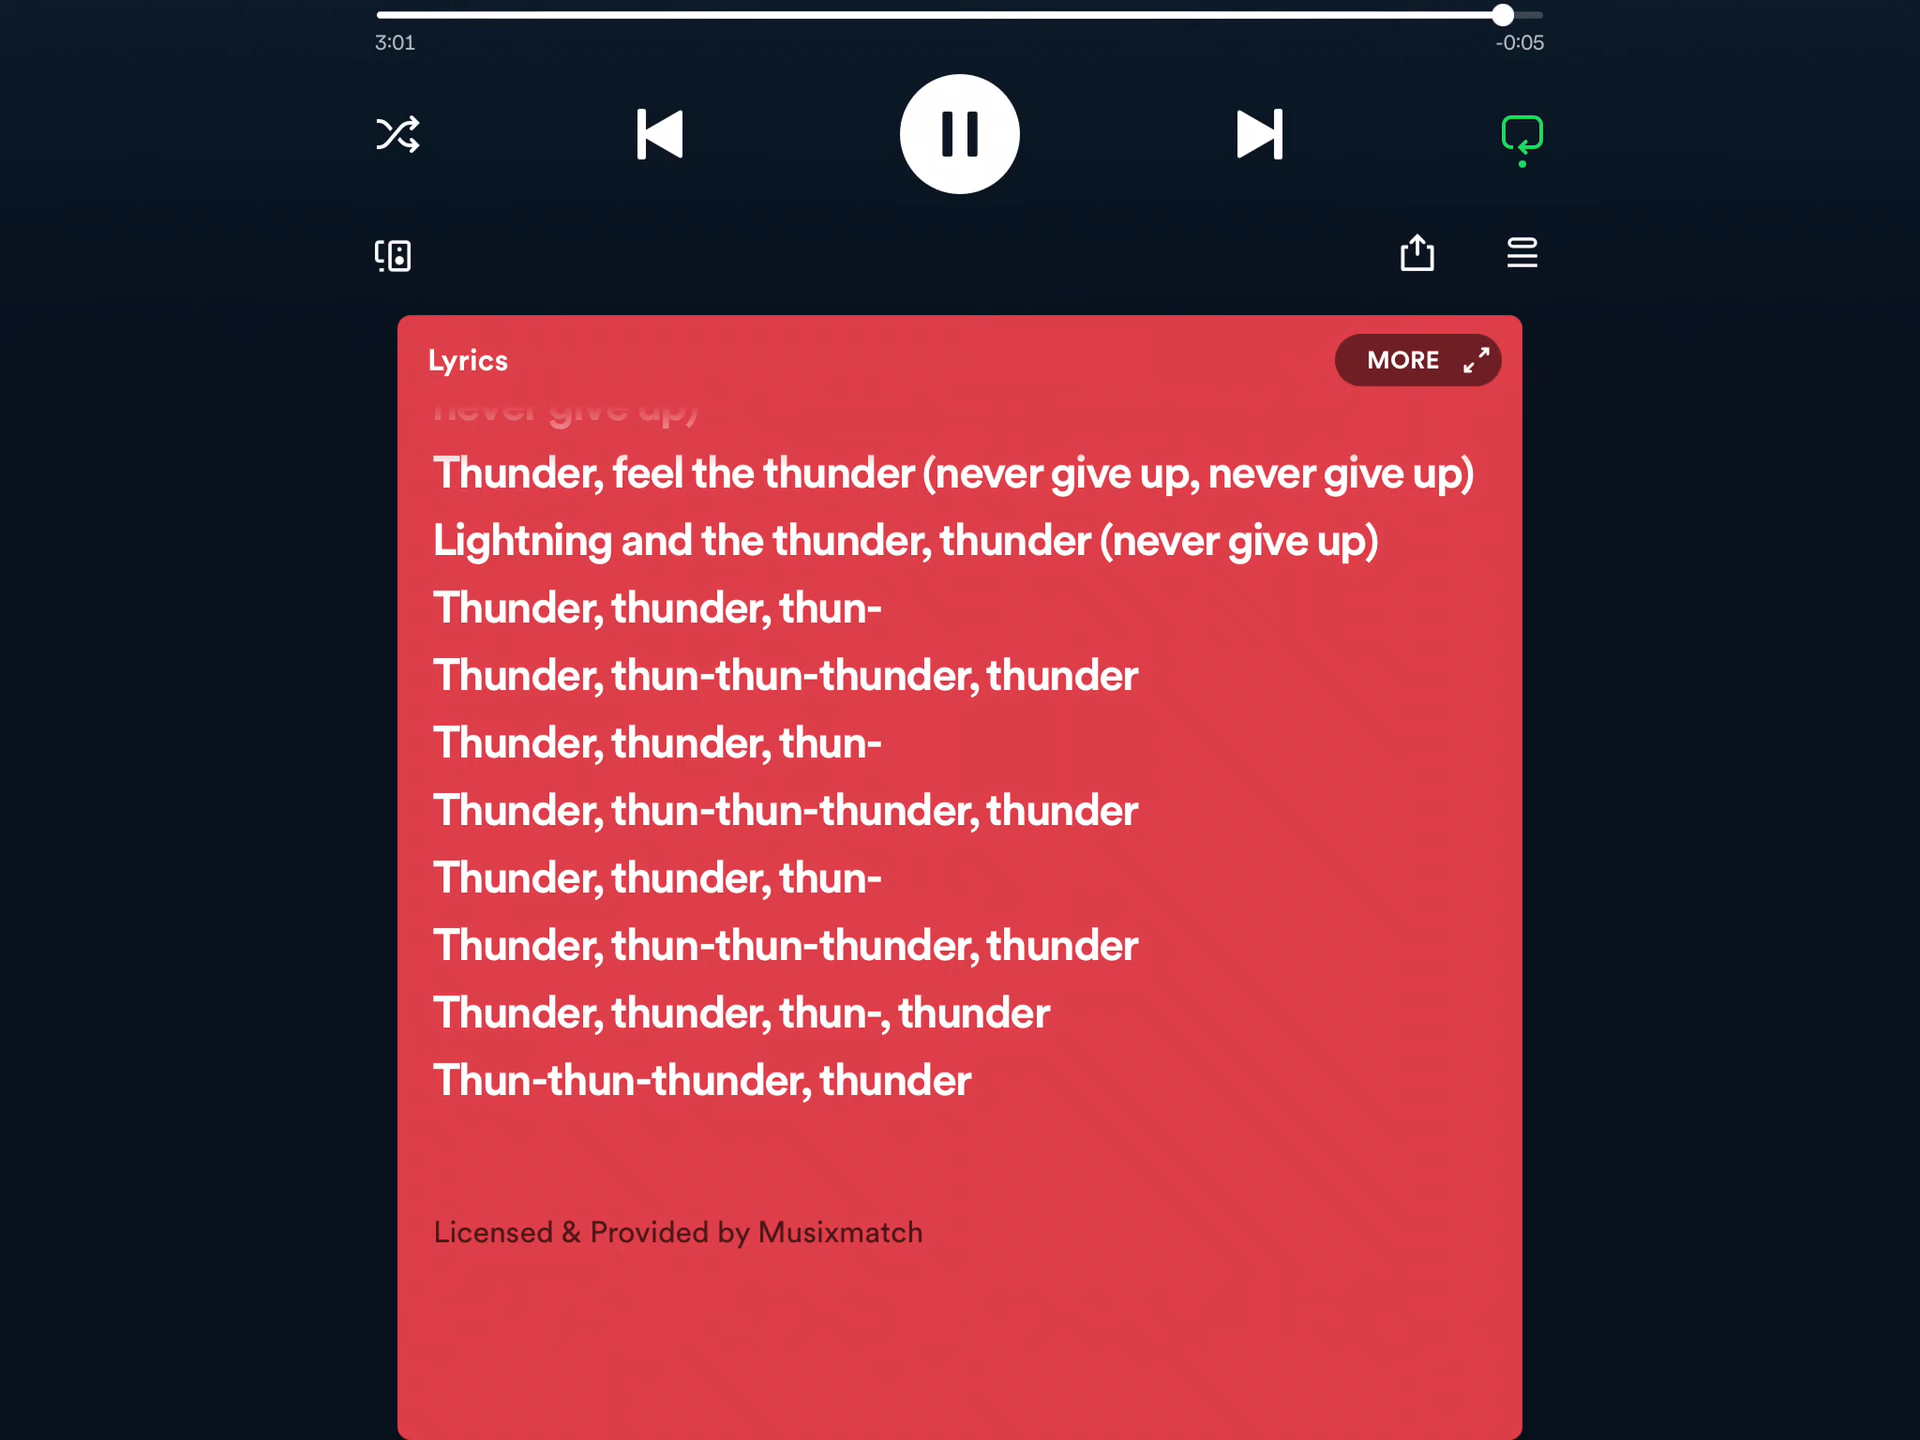 3:01
-0:05
Lyrics
MORE
never give up)
Thunder, feel the thunder (never give up, never give up)
Lightning and the thunder, thunder (never give up)
Thunder, thunder, thun-
Thunder, thun-thun-thunder, thunder
Thunder, thunder, thun-
Thunder, thun-thun-thunder, thunder
Thunder, thunder, thun-
Thunder, thun-thun-thunder, thunder
Thunder, thunder, thun-, thunder
Thun-thun-thunder, thunder
Licensed & Provided by Musixmatch